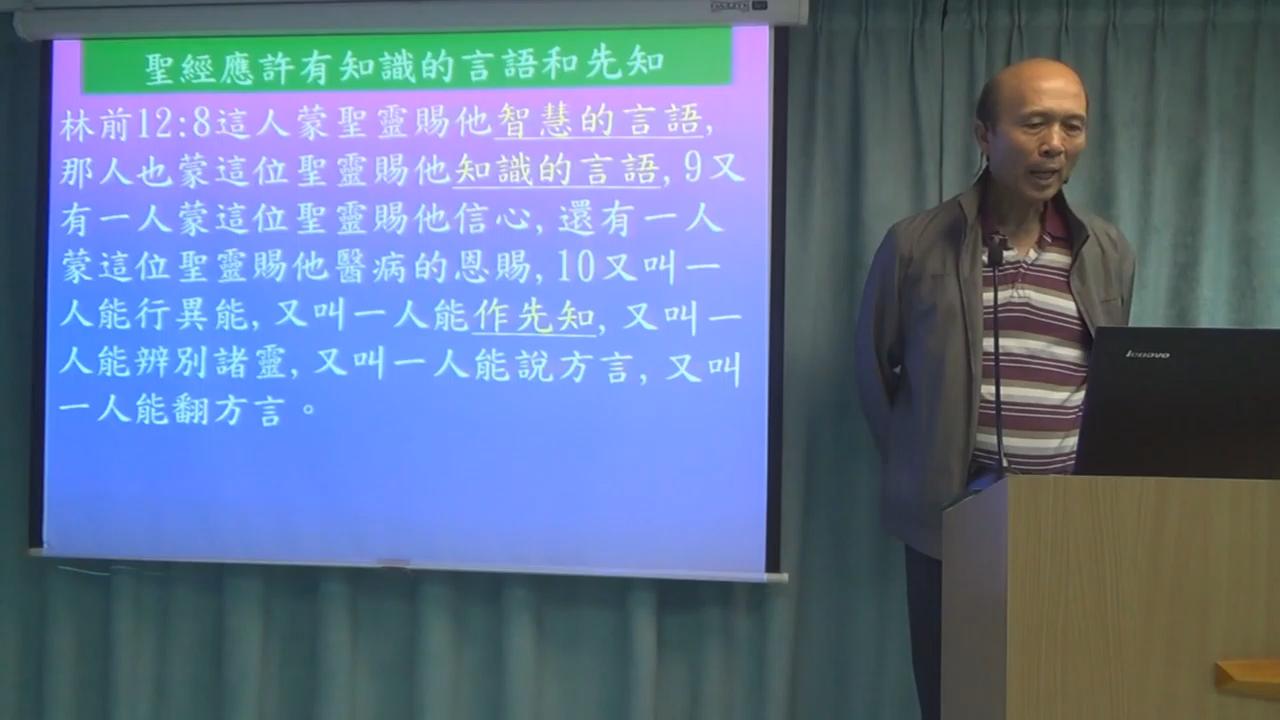 聖經應許有知識的言語和先知
林前12:8這人蒙聖靈賜他智慧的言語,
那人也蒙這位聖靈賜他知識的言語,9又
有一人蒙這位聖靈賜他信心,還有一人
蒙這位聖靈賜他醫病的恩賜,10又叫一
人能行異能,又叫一人能作先知,又叫一
人能辨別諸靈,又叫一人能說方言,又叫
一人能翻方言。
lenovo